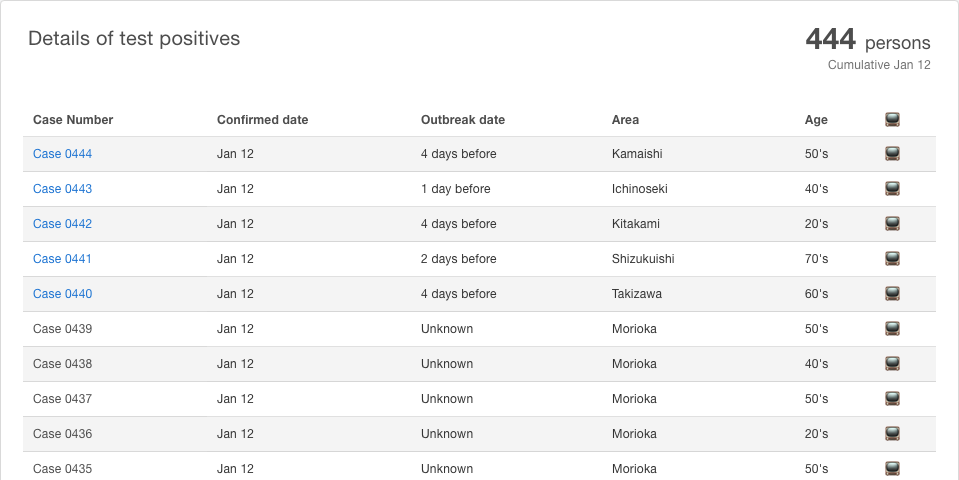 Details of test positives
444 persons
Cumulative Jan 12
Case Number Confirmed date Outbreak date Area Age
Case 0444 Jan 12 4 days before Kamaishi 50's
Case 0443 Jan 12 1 day before Ichinoseki 40's
Case 0442 Jan 12 4 days before Kitakami 20's
Case 0441 Jan 12 2 days before Shizukuishi 70's
Case 0440 Jan 12 4 days before Takizawa 60's
Case 0439 Jan 12 Unknown Morioka 50's
Case 0438 Jan 12 Unknown Morioka 40's
Case 0437 Jan 12 Unknown Morioka 50's
Case 0436 Jan 12 Unknown Morioka 20's
Case 0435 Jan 12 Unknown Morioka 50's